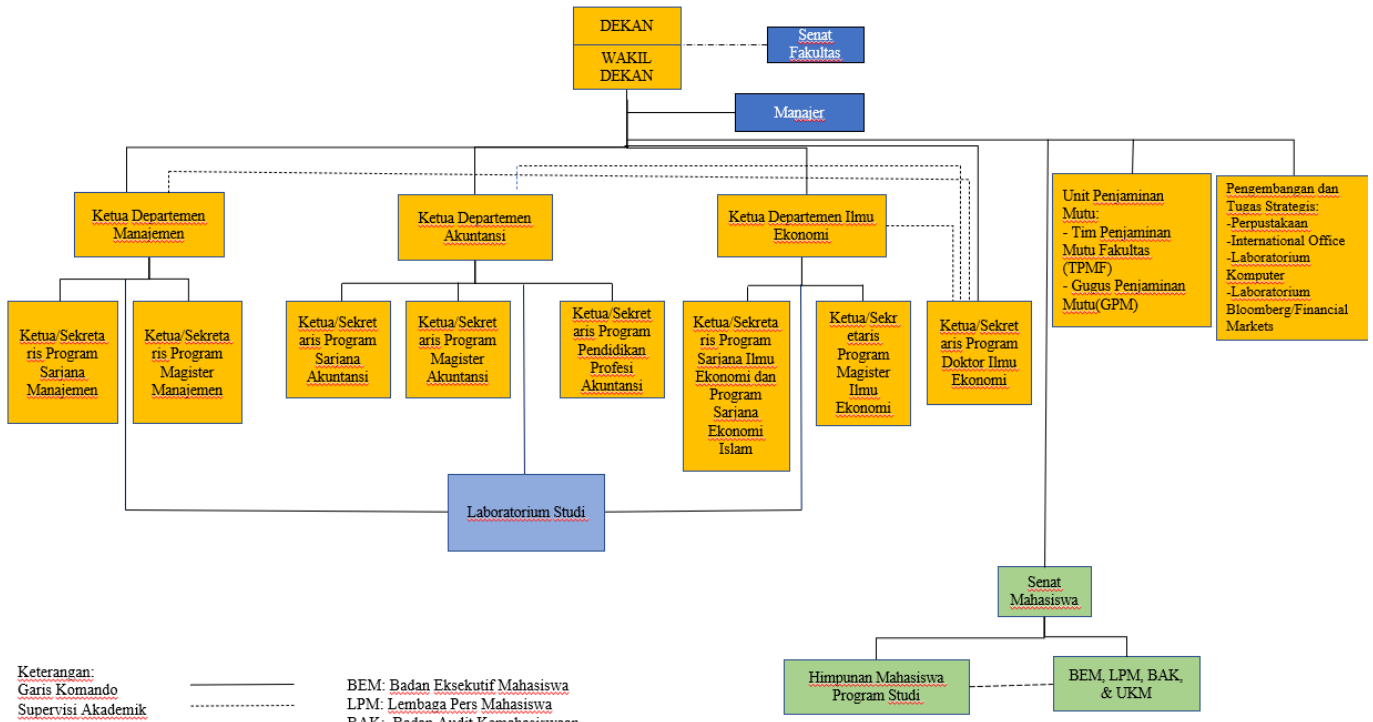 DEKAN
WAKIL
DEKAN
Senat
Fakultas
Manajer
Ketua Departemen
Manajemen
Ketua Departemen
Akuntansi
Ketua Departemen Ilmu
Ekonomi
Unit Penjaminan
Mutu:
- Tim Penjaminan
Mutu Fakultas
(TPMF)
- Gugus Penjaminan
Mutu(GPM)
Pengembangan dan
Tugas Strategis:
-Perpustakaan
-International Office
-Laboratorium
Komputer
-Laboratorium
Bloomberg/Financial
Markets
Ketua/Sekreta
ris Program
Sarjana
Manajemen
Ketua/Sekreta
ris Program
Magister
Manajemen
Ketua/Sekret
aris Program
Sarjana
Akuntansi
Ketua/Sekret
aris Program
Magister
Akuntansi
Ketua/Sekret
aris Program
Pendidikan
Profesi
Akuntansi
Ketua/Sekreta
ris Program
Sarjana Ilmu
Ekonomi dan
Program
Sarjana
Ekonomi
Islam
Ketua/Sekr
etaris
Program
Magister
Ilmu
Ekonomi
Ketua/Sekret
aris Program
Doktor Ilmu
Ekonomi
Laboratorium Studi
Senat
Mahasiswa
Himpunan Mahasiswa
Program Studi
BEM, LPM, BAK,
& UKM
Keterangan:
Garis Komando
Supervisi Akademik
BEM: Badan Eksekutif Mahasiswa
LPM: Lembaga Pers Mahasiswa
BAK: Badan Audit Kemahasiswaan